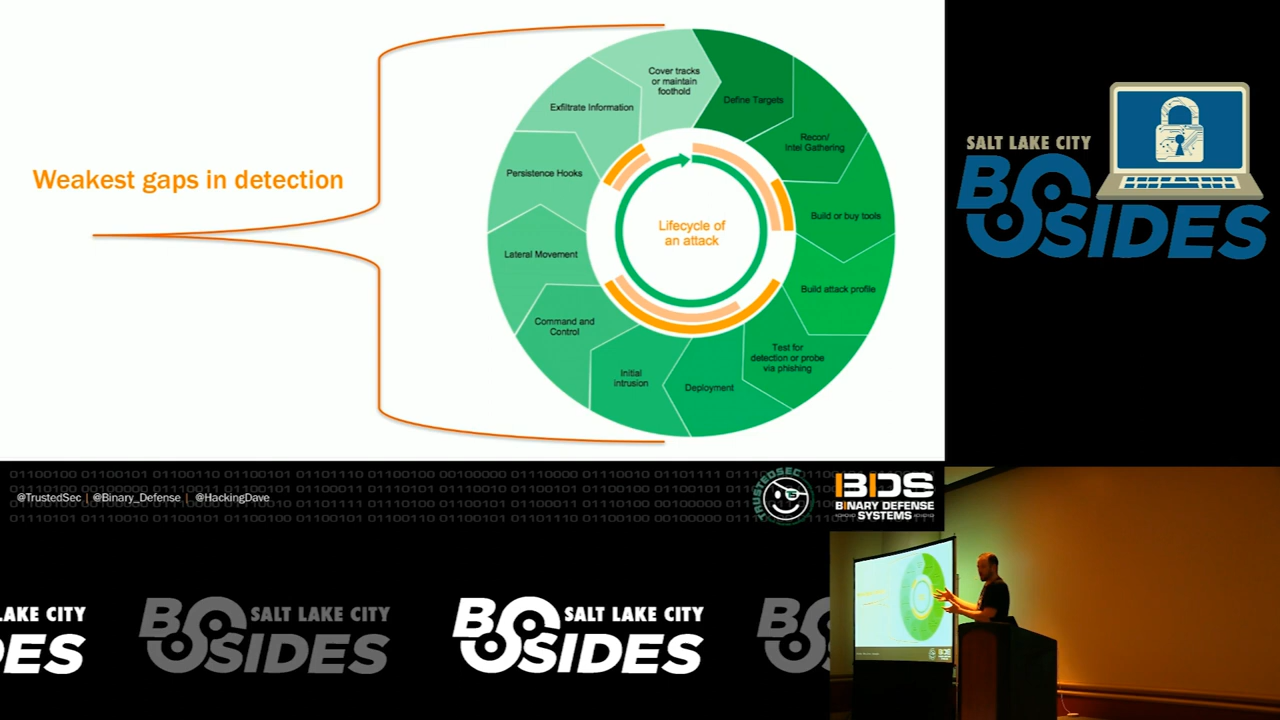 Weakest gaps in detection
Cover tracks
or maintain
foothold
Define Targets
Recon/
Intel Gathering
Build or buy tools
Build attack profile
Test for
detection or probe
via phishing
Deployment
Initial
intrusion
Command and
Control
Lateral Movement
Persistence Hooks
Exfiltrate Information
Lifecycle of
an attack
SALT LAKE CITY
BSIDES
@TrustedSec | @Binary_Defense | @HackingDave
TRUSTEDSEC
BDS
BINARY DEFENSE
SYSTEMS
LAKE CITY
DES
SALT LAKE CITY
BSIDES
SALT LAKE CITY
BSIDES
B